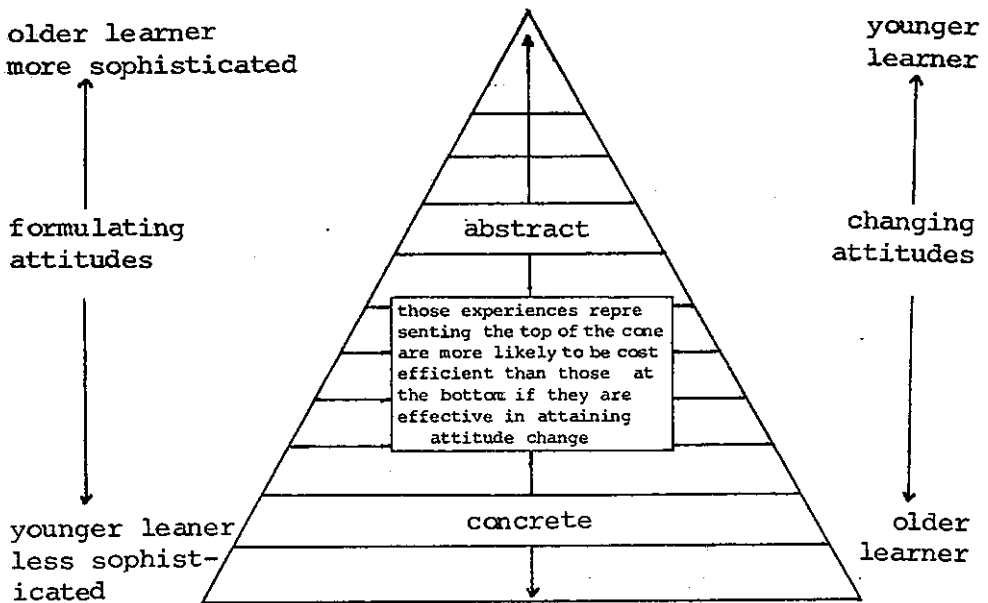 older learner
more sophisticated
younger
learner
formulating
attitudes
abstract
changing
attitudes
those experiences repre
senting the top of the cone
are more likely to be cost
efficient than those at
the bottom if they are
effective in attaining
attitude change
younger leaner
less sophist-
icated
concrete
older
learner